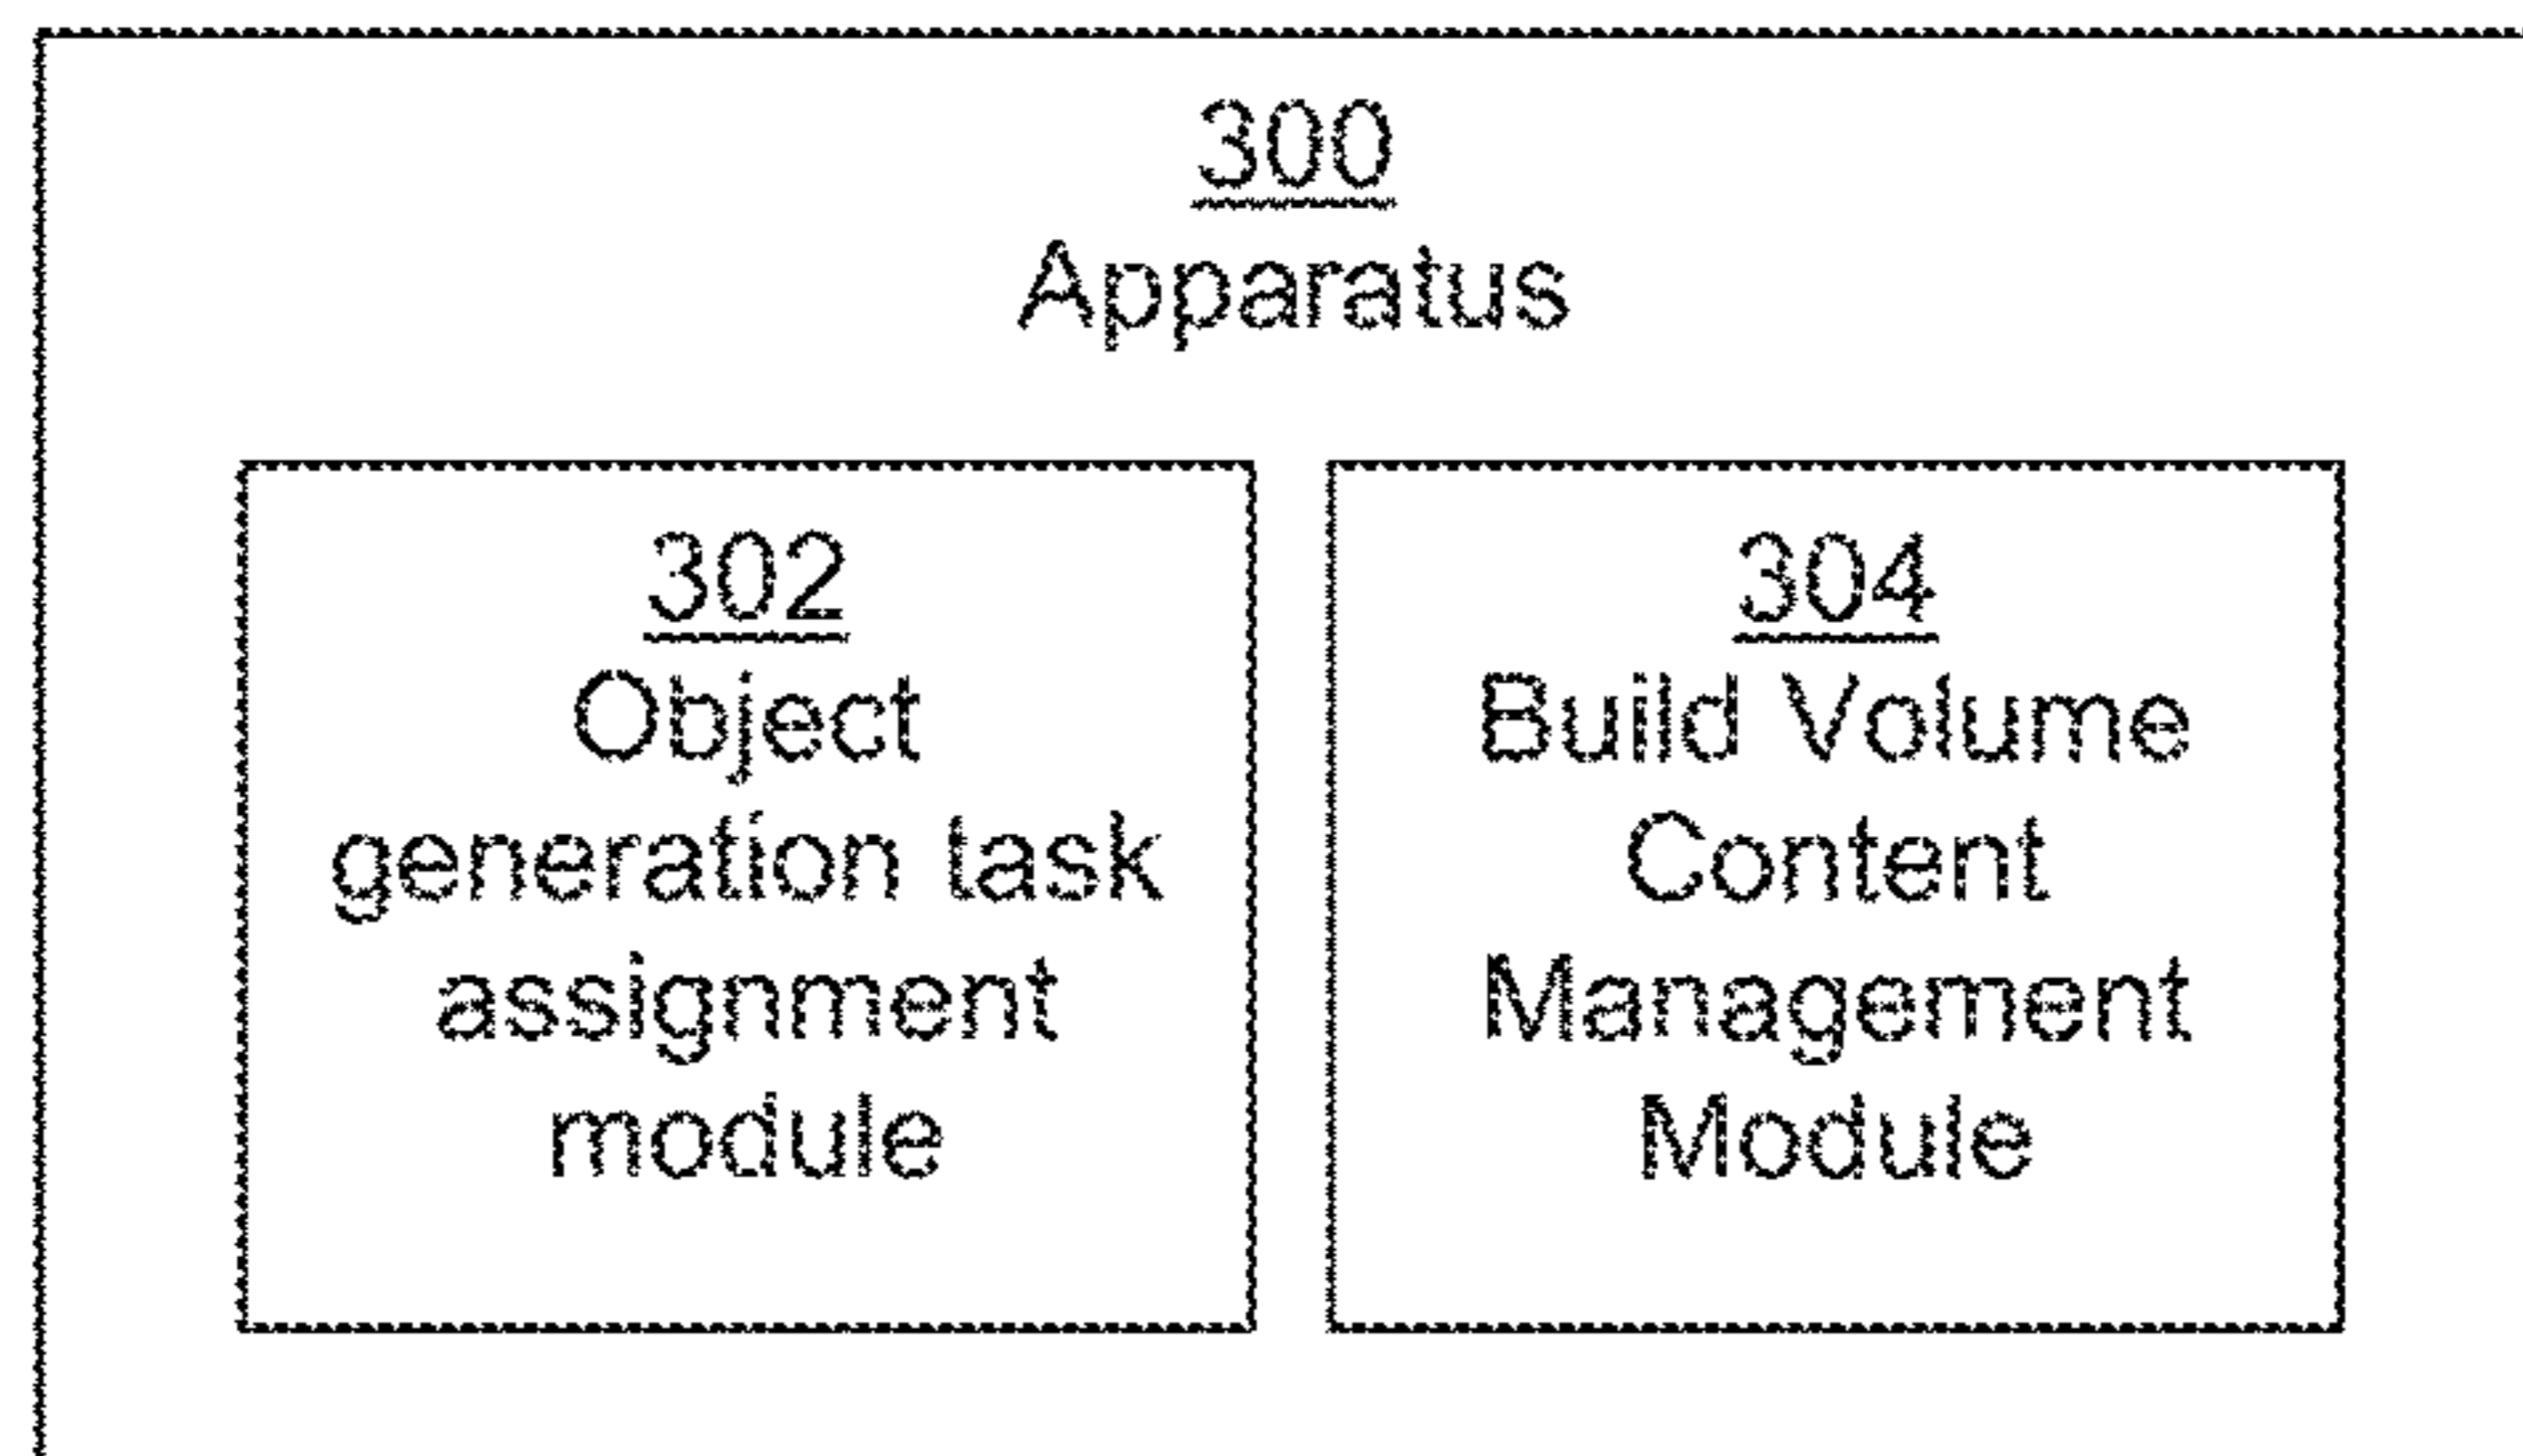 300
Apparatus
302
Object
generation task
assignment
module
304
Build Volume
Content
Management
Module